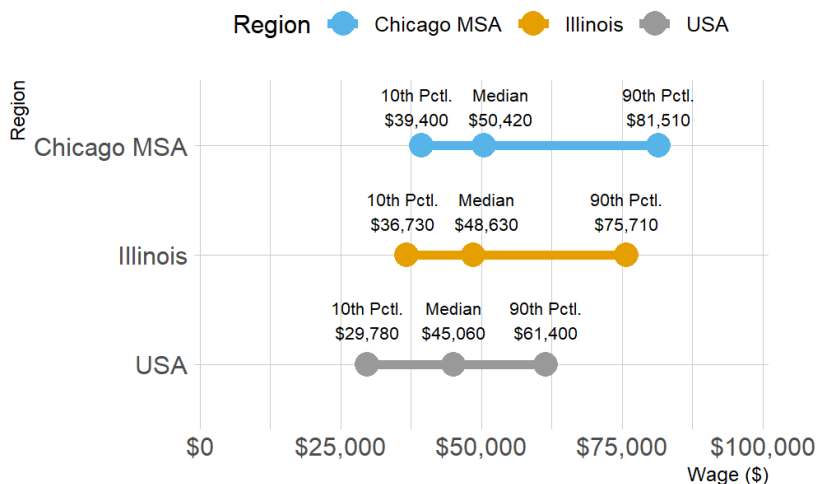 Region Chicago MSA Illinois USA
Region
10th Pctl. Median 90th Pctl.
$39,400 $50,420 $81,510
Chicago MSA
10th Pctl. Median 90th Pctl.
$36,730 $48,630 $75,710
Illinois
10th Pctl. Median 90th Pctl.
$29,780 $45,060 $61,400
USA
$0 $25,000 $50,000 $75,000 $100,000
Wage ($)